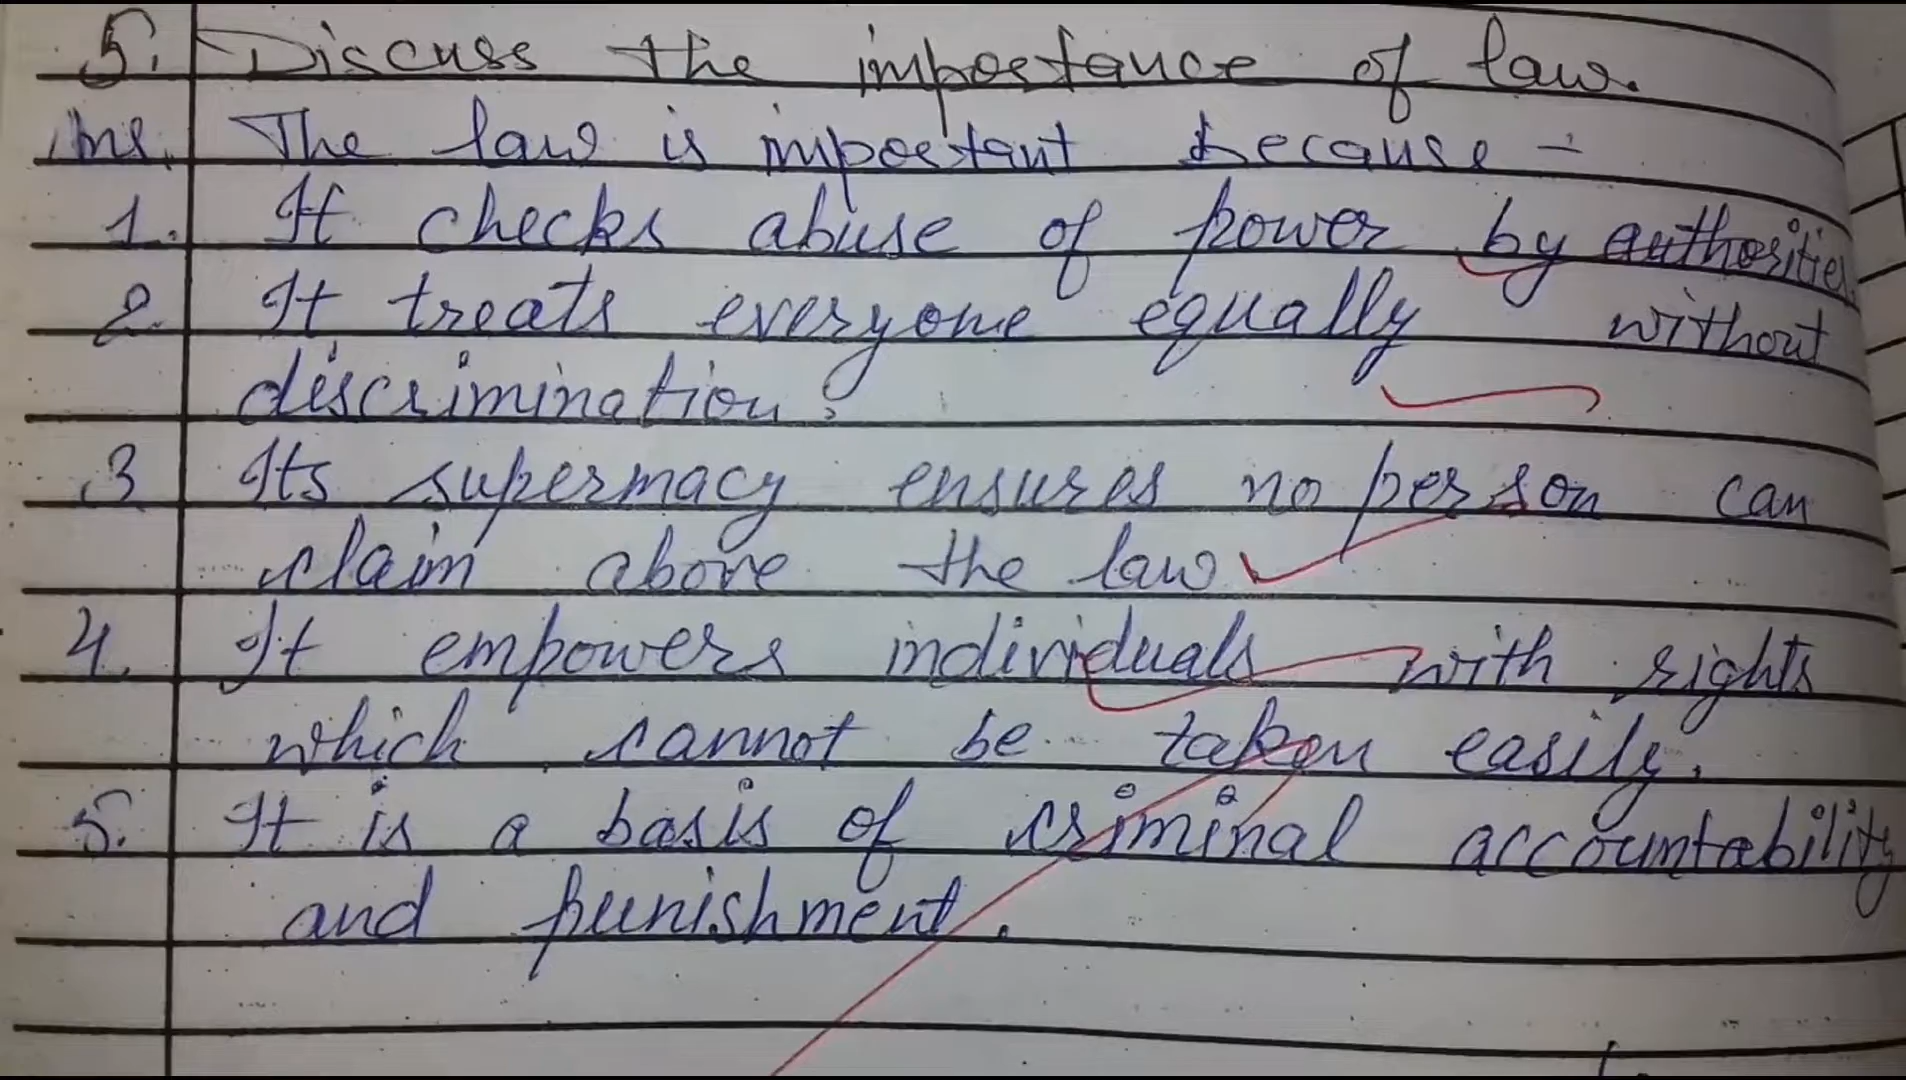 5. Discuss the importance of law.
Ans. The law is important because -
1. It checks abuse of power by authorities.
2. It treats everyone equally without
discrimination.
3 Its supermacy ensures no person can
claim above the law
4. It empowers individuals with rights
which cannot be taken easily.
5. It is a basis of criminal accountability
and punishment.